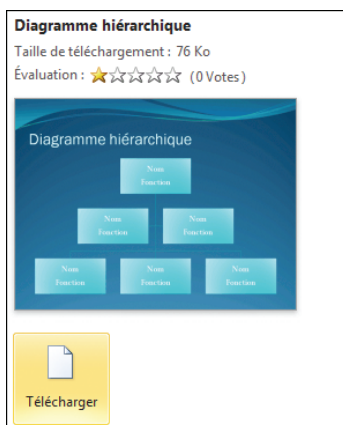 Diagramme hiérarchique
Taille de téléchargement : 76 Ko
Évaluation : (0 Votes)
Diagramme hiérarchique
Nom
Fonction
Nom
Fonction
Nom
Fonction
Nom
Fonction
Nom
Fonction
Nom
Fonction
Télécharger